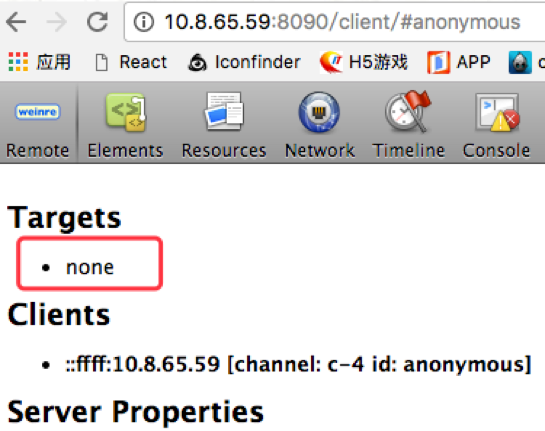 10.8.65.59:8090/client/#anonymous
应用 React Iconfinder H5游戏 APP
weinre
Remote Elements Resources Network Timeline Console
Targets
none
Clients
::ffff:10.8.65.59 [channel: c-4 id: anonymous]
Server Properties